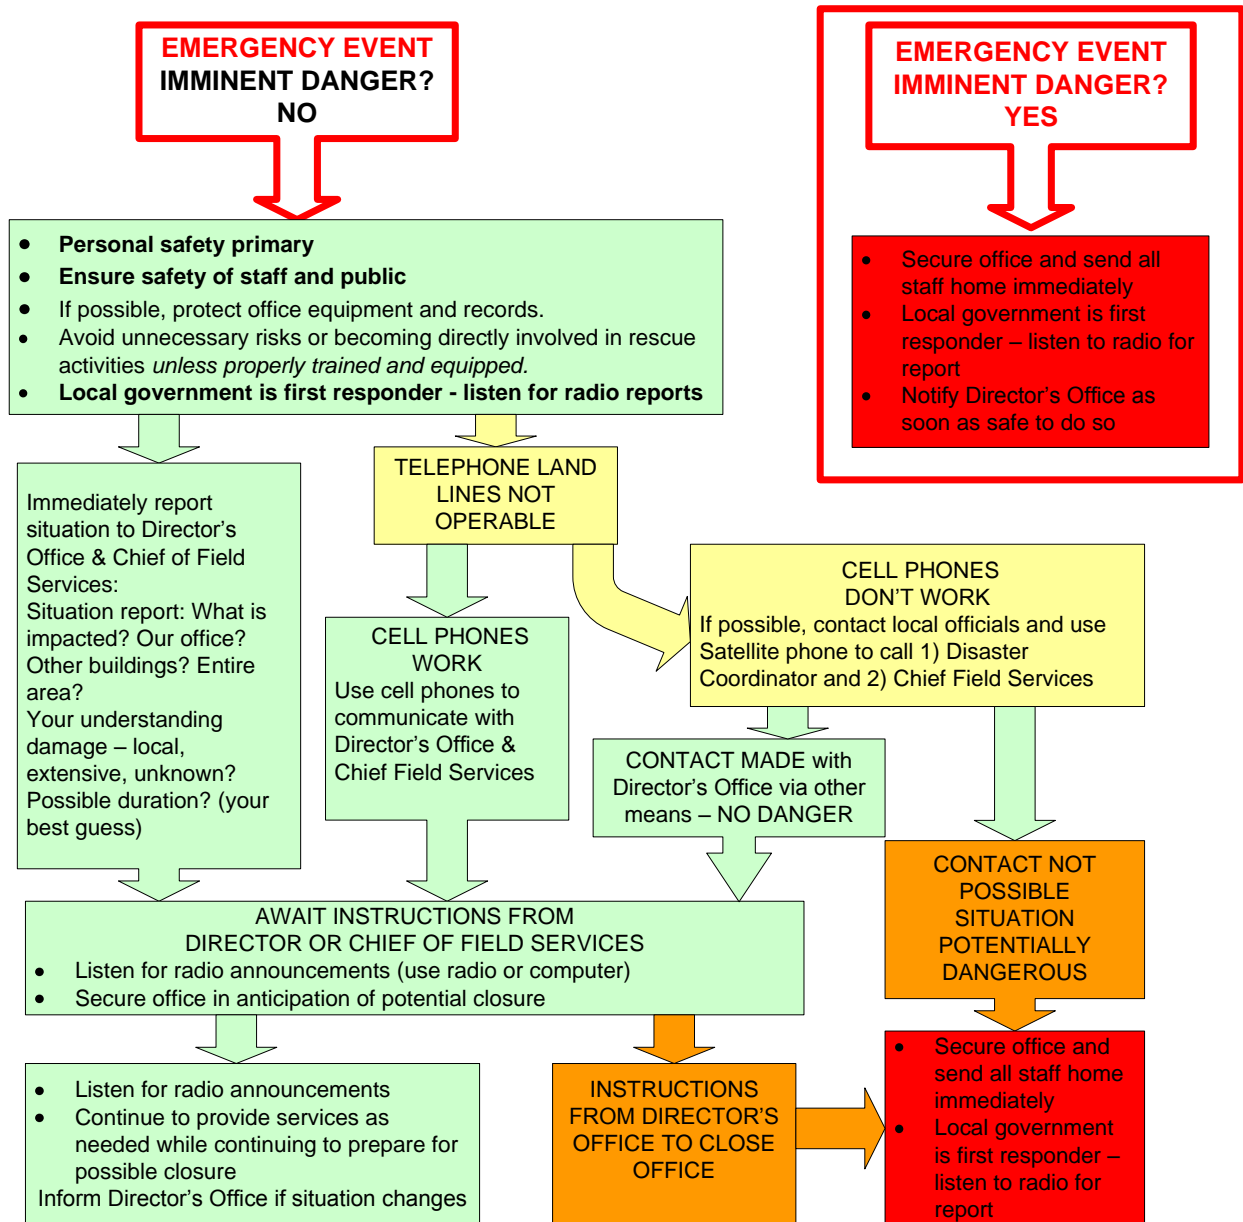 EMERGENCY EVENT
IMMINENT DANGER?
NO
EMERGENCY EVENT
IMMINENT DANGER?
YES
• Personal safety primary
• Ensure safety of staff and public
• If possible, protect office equipment and records.
• Avoid unnecessary risks or becoming directly involved in rescue
activities unless properly trained and equipped.
• Local government is first responder - listen for radio reports
• Secure office and send all
staff home immediately
• Local government is first
responder – listen to radio for
report
• Notify Director’s Office as
soon as safe to do so
Immediately report
situation to Director’s
Office & Chief of Field
Services:
Situation report: What is
impacted? Our office?
Other buildings? Entire
area?
Your understanding
damage – local,
extensive, unknown?
Possible duration? (your
best guess)
TELEPHONE LAND
LINES NOT
OPERABLE
CELL PHONES
WORK
Use cell phones to
communicate with
Director’s Office &
Chief Field Services
CELL PHONES
DON’T WORK
If possible, contact local officials and use
Satellite phone to call 1) Disaster
Coordinator and 2) Chief Field Services
CONTACT MADE with
Director’s Office via other
means – NO DANGER
CONTACT NOT
POSSIBLE
SITUATION
POTENTIALLY
DANGEROUS
AWAIT INSTRUCTIONS FROM
DIRECTOR OR CHIEF OF FIELD SERVICES
• Listen for radio announcements (use radio or computer)
• Secure office in anticipation of potential closure
• Listen for radio announcements
• Continue to provide services as
needed while continuing to prepare for
possible closure
Inform Director’s Office if situation changes
INSTRUCTIONS
FROM DIRECTOR’S
OFFICE TO CLOSE
OFFICE
• Secure office and
send all staff home
immediately
• Local government
is first responder –
listen to radio for
report